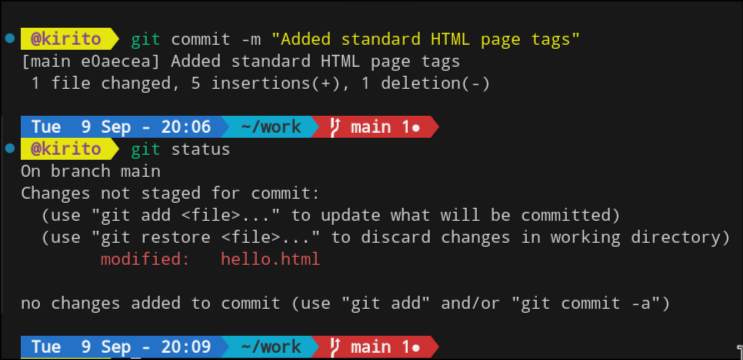 @kirito git commit -m "Added standard HTML page tags"
[main e0aecea] Added standard HTML page tags
1 file changed, 5 insertions(+), 1 deletion(-)
Tue 9 Sep - 20:06 ~/work main 1●
@kirito git status
On branch main
Changes not staged for commit:
(use "git add <file>..." to update what will be committed)
(use "git restore <file>..." to discard changes in working directory)
modified: hello.html
no changes added to commit (use "git add" and/or "git commit -a")
Tue 9 Sep - 20:09 ~/work main 1●